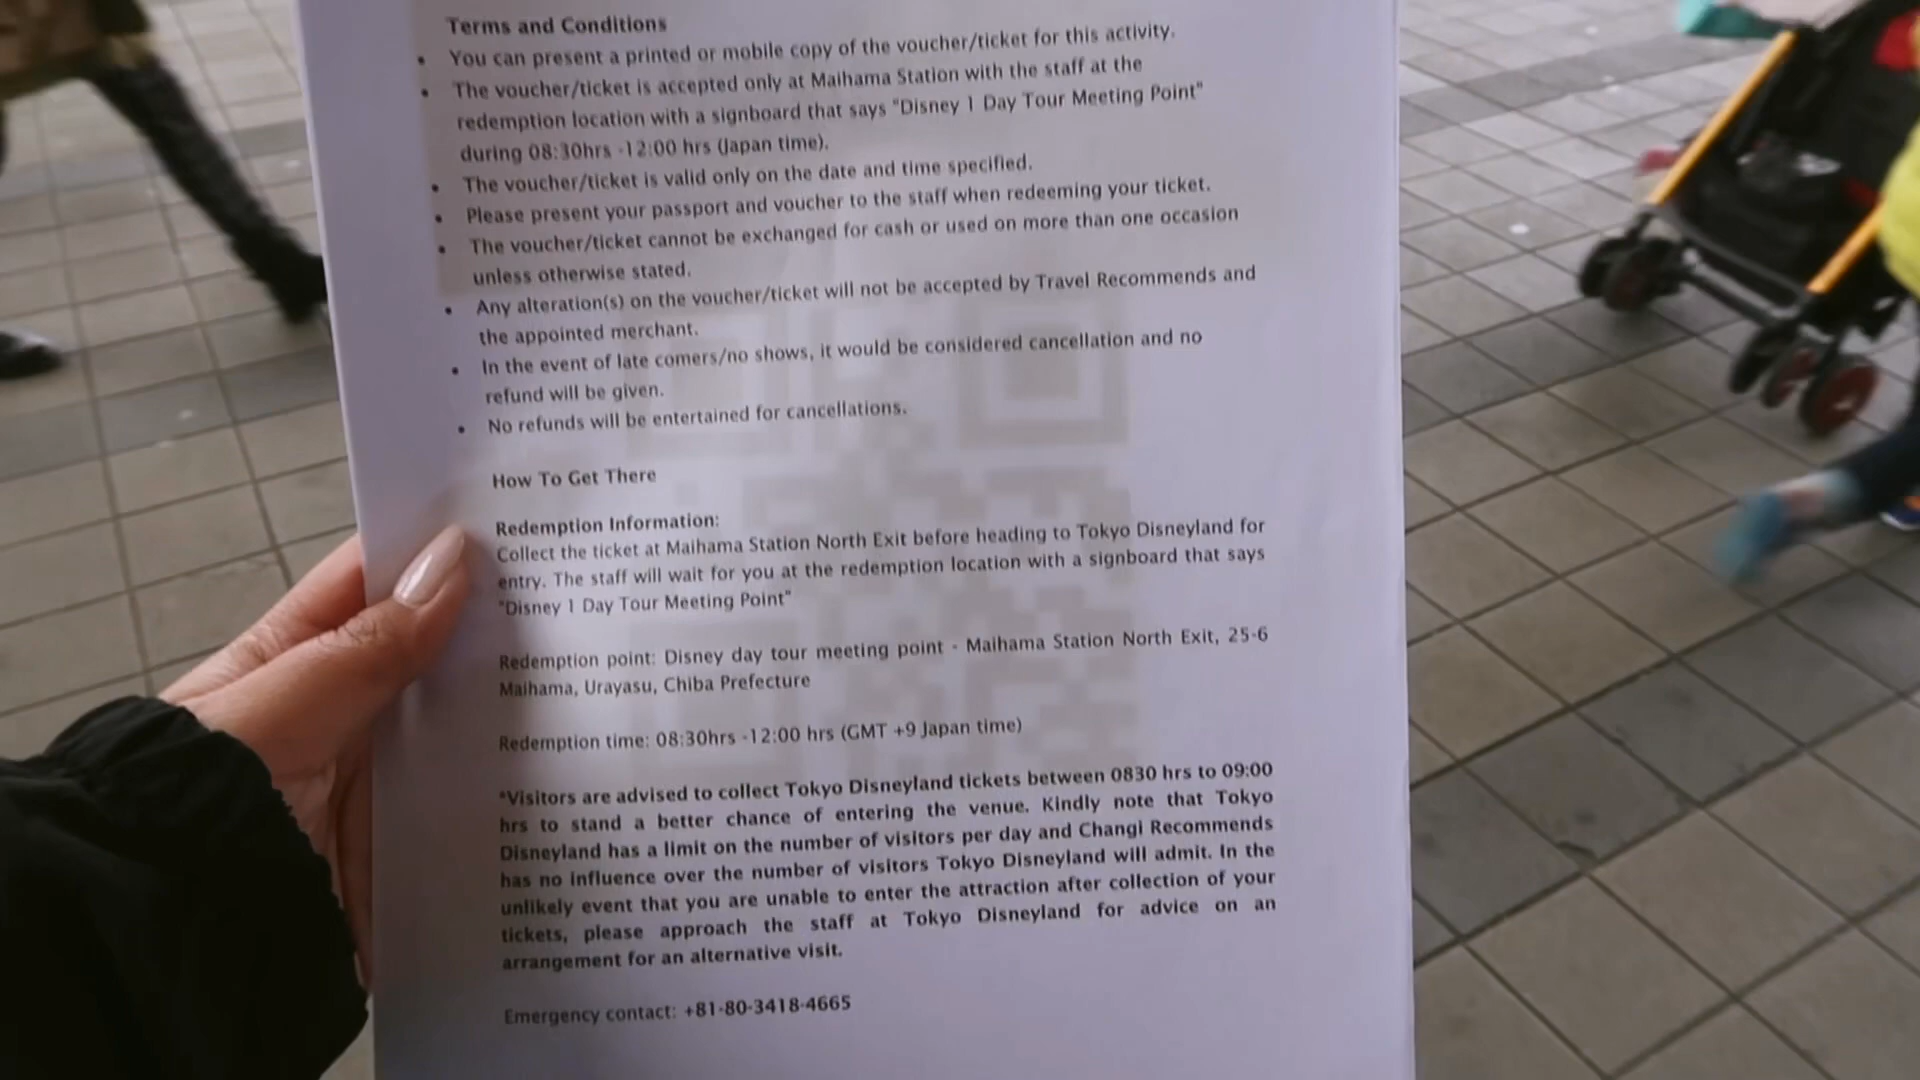 Terms and Conditions
• You can present a printed or mobile copy of the voucher/ticket for this activity.
• The voucher/ticket is accepted only at Maihama Station with the staff at the
redemption location with a signboard that says "Disney 1 Day Tour Meeting Point"
during 08:30hrs -12:00 hrs (Japan time).
• The voucher/ticket is valid only on the date and time specified.
• Please present your passport and voucher to the staff when redeeming your ticket.
• The voucher/ticket cannot be exchanged for cash or used on more than one occasion
unless otherwise stated.
• Any alteration(s) on the voucher/ticket will not be accepted by Travel Recommends and
the appointed merchant.
• In the event of late comers/no shows, it would be considered cancellation and no
refund will be given.
• No refunds will be entertained for cancellations.
How To Get There
Redemption Information:
Collect the ticket at Maihama Station North Exit before heading to Tokyo Disneyland for
entry. The staff will wait for you at the redemption location with a signboard that says
"Disney 1 Day Tour Meeting Point"
Redemption point: Disney day tour meeting point - Maihama Station North Exit, 25-6
Maihama, Urayasu, Chiba Prefecture
Redemption time: 08:30hrs -12:00 hrs (GMT +9 Japan time)
*Visitors are advised to collect Tokyo Disneyland tickets between 0830 hrs to 09:00
hrs to stand a better chance of entering the venue. Kindly note that Tokyo
Disneyland has a limit on the number of visitors per day and Changi Recommends
has no influence over the number of visitors Tokyo Disneyland will admit. In the
unlikely event that you are unable to enter the attraction after collection of your
tickets, please approach the staff at Tokyo Disneyland for advice on an
arrangement for an alternative visit.
Emergency contact: +81-80-3418-4665